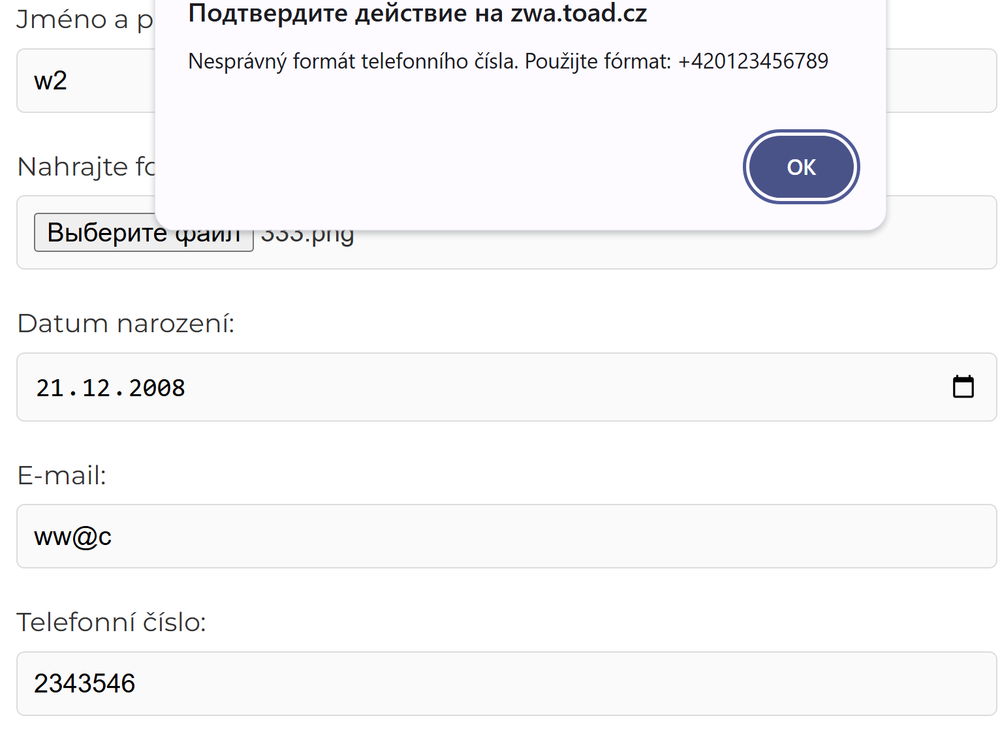 Jméno a p
Подтвердите действие на zwa.toad.cz
Nesprávný formát telefonního čísla. Použijte fórmat: +420123456789
w2
OK
Nahrajte fo
Выберите файл 333.png
Datum narození:
21.12.2008
E-mail:
ww@c
Telefonní číslo:
2343546